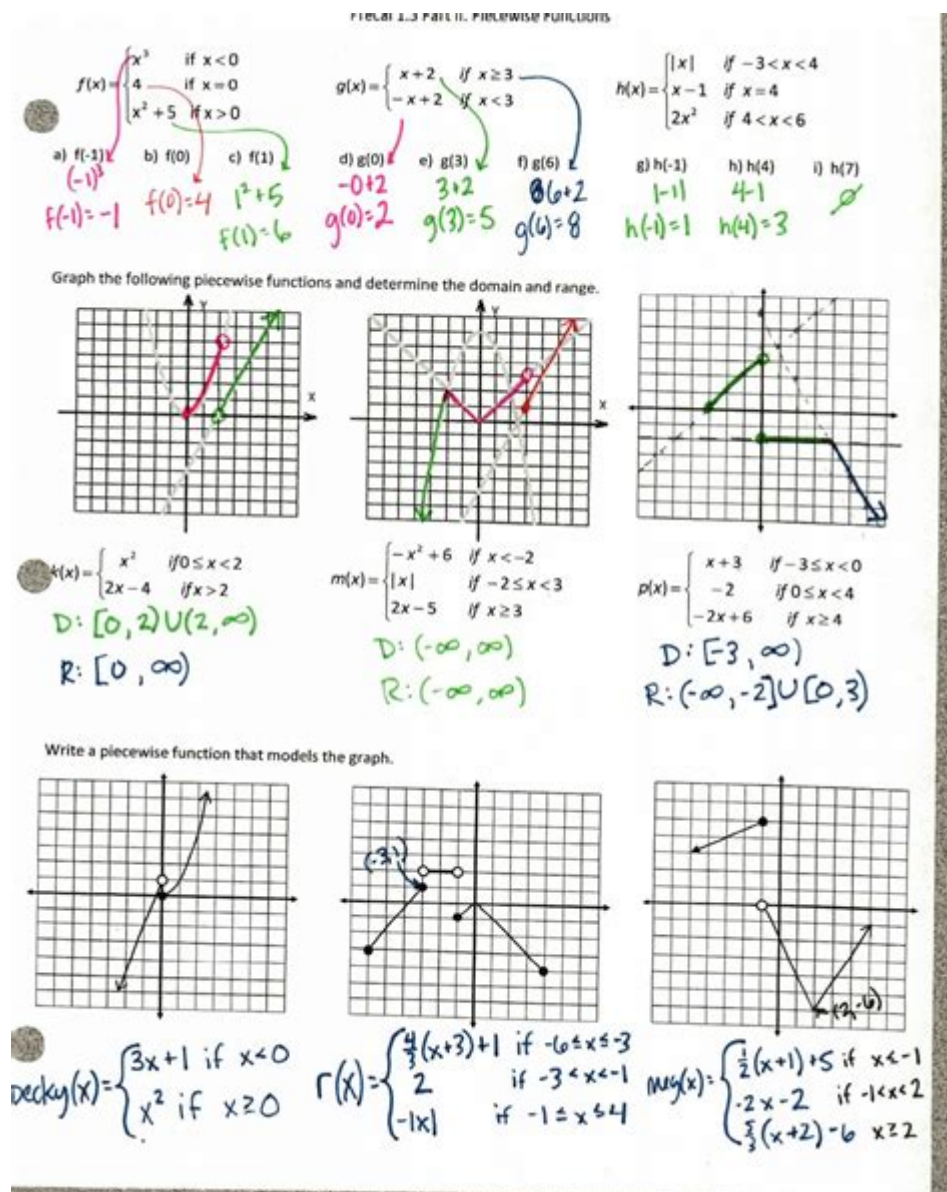 PreCal 1.3 Part II: Piecewise Functions
f(x)= { x³ if x<0
4 if x=0
x²+5 if x>0
g(x)= { x+2, if x≥3
-x+2 if x<3
h(x)= { |x| if -3<x<4
x-1 if x=4
2x² if 4<x<6
a) f(-1) b) f(0) c) f(1) d) g(0) e) g(3) f) g(6) g) h(-1) h) h(4) i) h(7)
(-1)³
f(-1)=-1
f(0)=4
1²+5
f(1)=6
-0+2
g(0)=2
3+2
g(3)=5
6+2
g(6)=8
|-1|
h(-1)=1
4-1
h(4)=3
∅
Graph the following piecewise functions and determine the domain and range.
Y
X
Y
X
k(x)= { x² if 0≤x<2
2x-4 if x>2
D: [0,2)U(2,∞)
R: [0,∞)
m(x)= { -x²+6 if x<-2
|x| if -2≤x<3
2x-5 if x≥3
D: (-∞,∞)
R: (-∞,∞)
p(x)= { x+3 if -3≤x<0
-2 if 0≤x<4
-2x+6 if x≥4
D: [-3,∞)
R: (-∞,-2]U[0,3)
Write a piecewise function that models the graph.
(-3,1)
(2,-6)
becky(x)= { 3x+1 if x<0
x² if x≥0
r(x)= { 4/3(x+3)+1 if -6≤x≤-3
2 if -3<x<-1
-|x| if -1≤x≤4
meg(x)= { 1/2(x+1)+5 if x≤-1
-2x-2 if -1<x<2
5/3(x+2)-6 x≥2